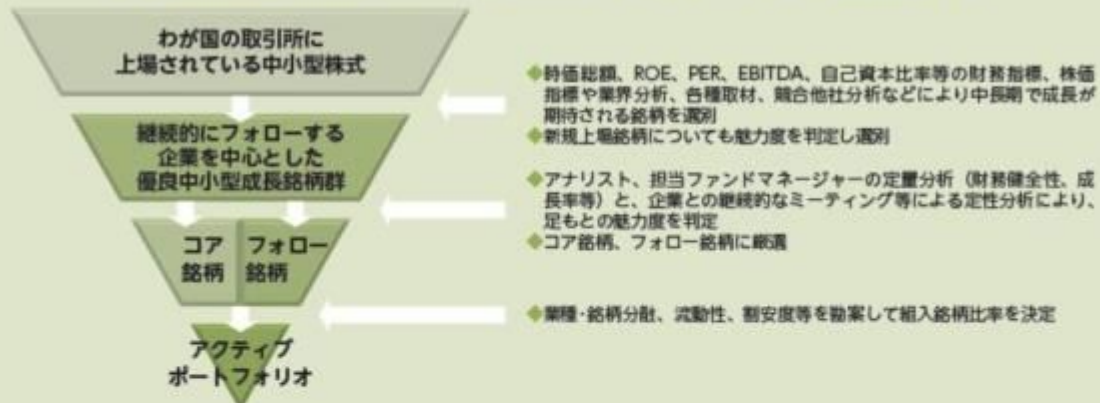 わが国の取引所に
上場されている中小型株式
◆時価総額、ROE、PER、EBITDA、自己資本比率等の財務指標、株価
指標や業界分析、各種取材、競合他社分析などにより中長期で成長が
期待される銘柄を選別
◆新規上場銘柄についても魅力度を判定し選別
継続的にフォローする
企業を中心とした
優良中小型成長銘柄群
◆アナリスト、担当ファンドマネージャーの定量分析（財務健全性、成
長率等）と、企業との継続的なミーティング等による定性分析により、
足もとの魅力度を判定
◆コア銘柄、フォロー銘柄に厳選
コア
銘柄
フォロー
銘柄
◆業種・銘柄分散、流動性、割安度等を勘案して組入銘柄比率を決定
アクティブ
ポートフォリオ